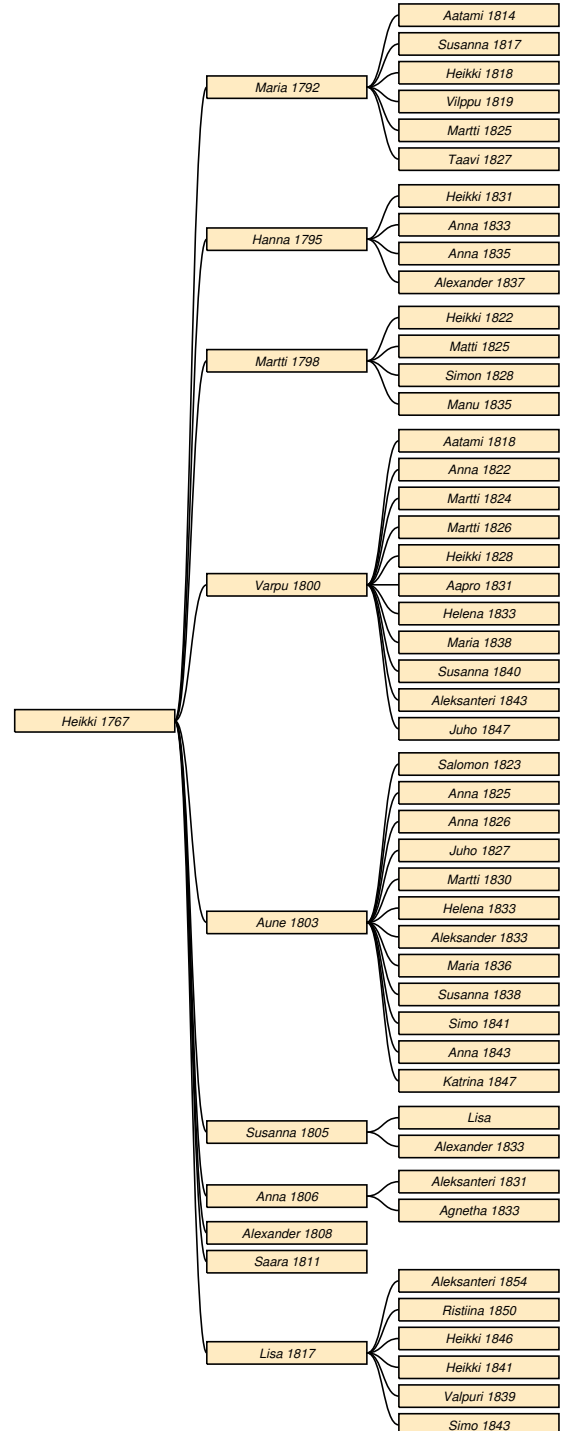 Heikki 1767
Maria 1792
Aatami 1814
Susanna 1817
Heikki 1818
Vilppu 1819
Martti 1825
Taavi 1827
Hanna 1795
Heikki 1831
Anna 1833
Anna 1835
Alexander 1837
Martti 1798
Heikki 1822
Matti 1825
Simon 1828
Manu 1835
Varpu 1800
Aatami 1818
Anna 1822
Martti 1824
Martti 1826
Heikki 1828
Aapro 1831
Helena 1833
Maria 1838
Susanna 1840
Aleksanteri 1843
Juho 1847
Aune 1803
Salomon 1823
Anna 1825
Anna 1826
Juho 1827
Martti 1830
Helena 1833
Aleksander 1833
Maria 1836
Susanna 1838
Simo 1841
Anna 1843
Katrina 1847
Susanna 1805
Lisa
Alexander 1833
Anna 1806
Aleksanteri 1831
Agnetha 1833
Alexander 1808
Saara 1811
Lisa 1817
Aleksanteri 1854
Ristiina 1850
Heikki 1846
Heikki 1841
Valpuri 1839
Simo 1843